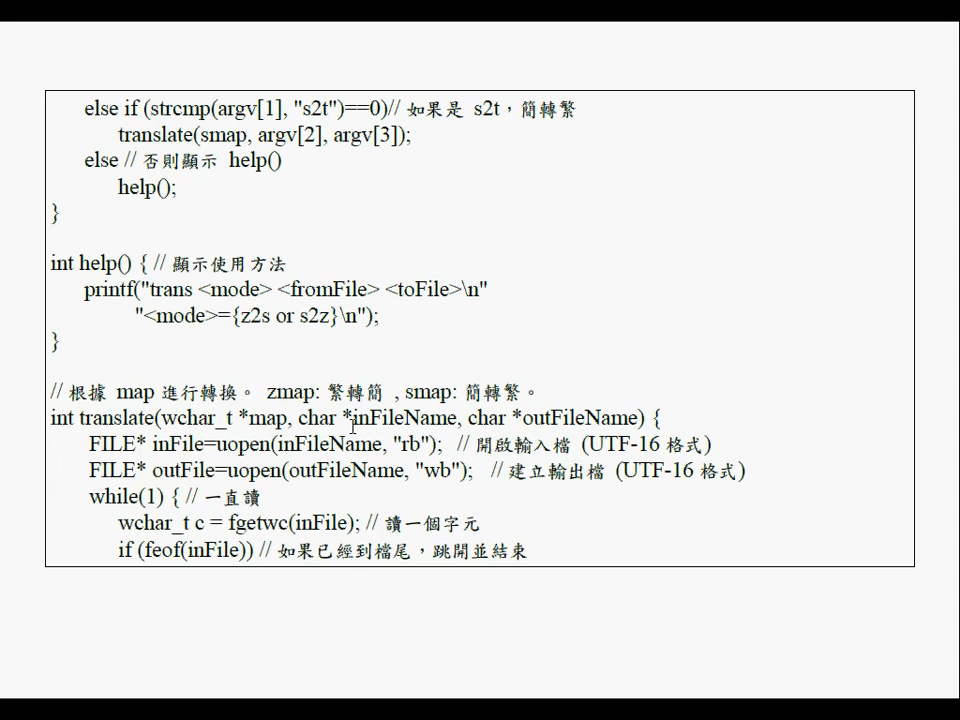 else if (strcmp(argv[1], "s2t")==0)// 如果是 s2t，簡轉繁
translate(smap, argv[2], argv[3]);
else // 否則顯示 help()
help();
}
int help() { // 顯示使用方法
printf("trans <mode> <fromFile> <toFile>\n"
"<mode>={z2s or s2z}\n");
}
// 根據 map 進行轉換。 zmap: 繁轉簡 , smap: 簡轉繁。
int translate(wchar_t *map, char *inFileName, char *outFileName) {
FILE* inFile=uopen(inFileName, "rb"); // 開啟輸入檔 (UTF-16 格式)
FILE* outFile=uopen(outFileName, "wb"); // 建立輸出檔 (UTF-16 格式)
while(1) { // 一直讀
wchar_t c = fgetwc(inFile); // 讀一個字元
if (feof(inFile)) // 如果已經到檔尾，跳開並結束